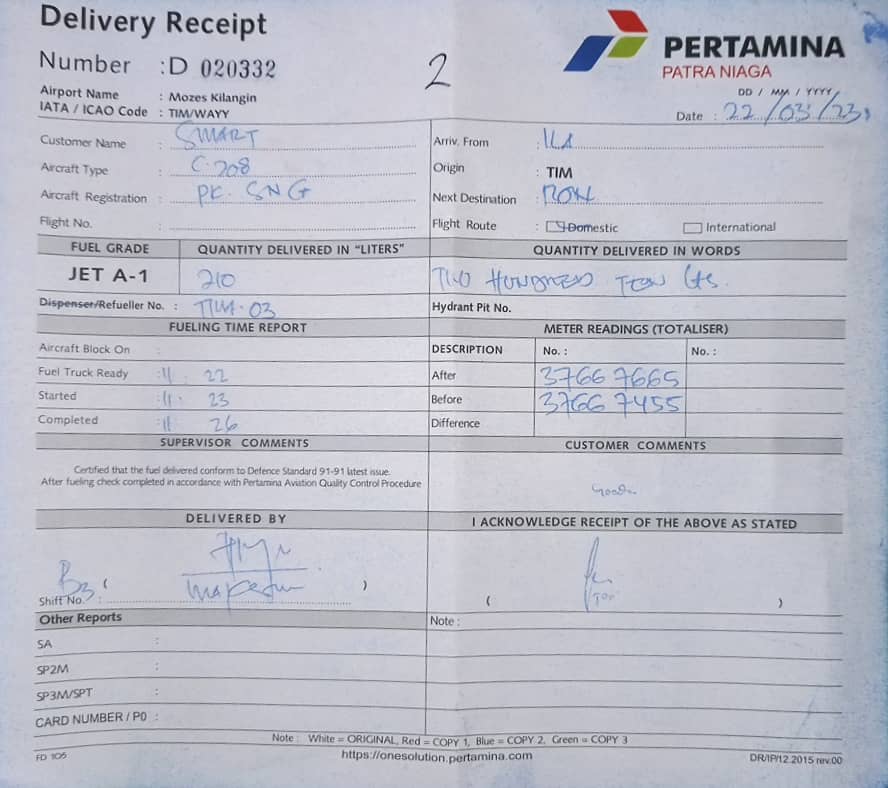 Delivery Receipt
Number :D 020332
2
PERTAMINA
PATRA NIAGA
Airport Name : Mozes Kilangin
IATA / ICAO Code : TIM/WAYY
DD / MM / YYYY
Date : 22/03/23
Customer Name : SMART
Arriv. From : ILA
Aircraft Type : C-208
Origin : TIM
Aircraft Registration : PK. SNG
Next Destination :
Flight No. :
Flight Route : Domestic International
FUEL GRADE QUANTITY DELIVERED IN "LITERS" QUANTITY DELIVERED IN WORDS
JET A-1 210 TWO HUNDRED TEN
Dispenser/Refueller No. : TIM-03 Hydrant Pit No.
FUELING TIME REPORT METER READINGS (TOTALISER)
Aircraft Block On : DESCRIPTION No. : No. :
Fuel Truck Ready : 11 22 After 3766 7665
Started : 11 23 Before 3766 7455
Completed : 11 26 Difference
SUPERVISOR COMMENTS CUSTOMER COMMENTS
Certified that the fuel delivered conform to Defence Standard 91-91 latest issue.
After fueling check completed in accordance with Pertamina Aviation Quality Control Procedure
Good
DELIVERED BY I ACKNOWLEDGE RECEIPT OF THE ABOVE AS STATED
Shift No. : ( ) ( )
Other Reports Note :
SA :
SP2M :
SP3M/SPT :
CARD NUMBER / P0 :
Note : White = ORIGINAL, Red = COPY 1, Blue = COPY 2, Green = COPY 3
FD 105 https://onesolution.pertamina.com DR/IP/12.2015 rev.00